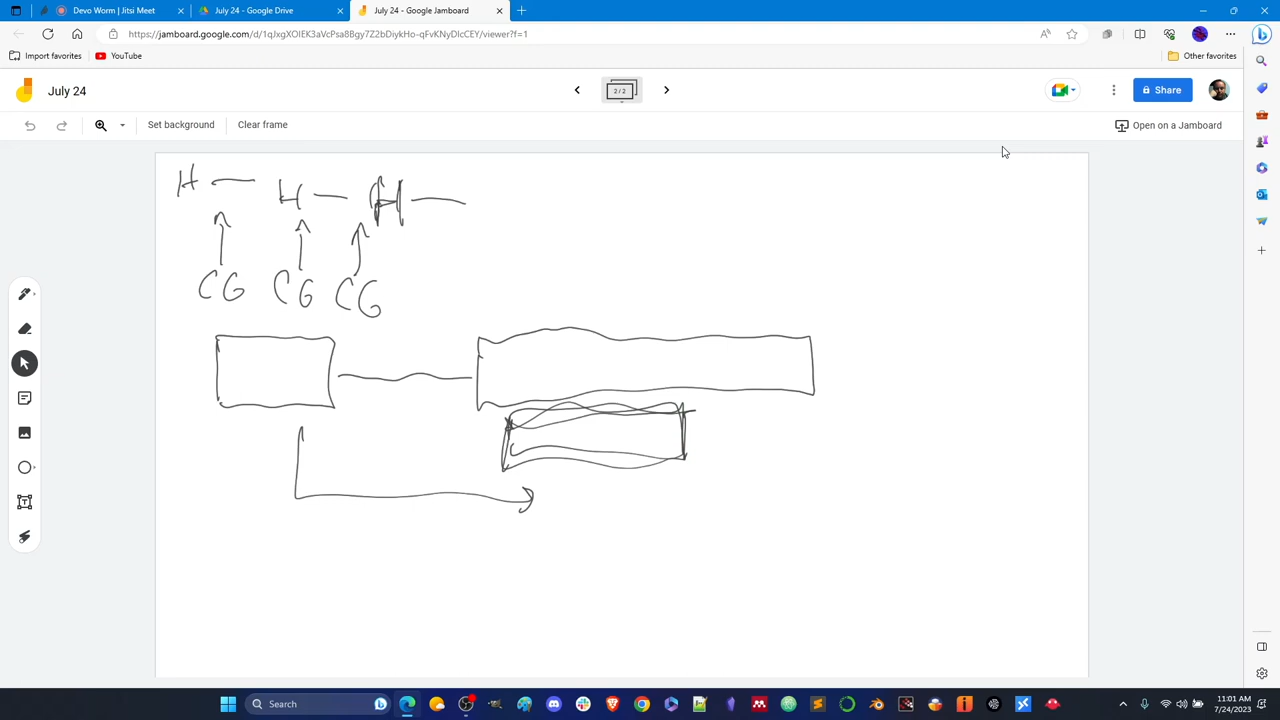 Devo Worm | Jitsi Meet
July 24 - Google Drive
July 24 - Google Jamboard
https://jamboard.google.com/d/1qJxgXOIEK3aVcPsa8Bgy7Z2bDiykHo-qFvKNyDlcCEY/viewer?f=1
Import favorites
YouTube
Other favorites
July 24
2 / 2
Share
Set background
Clear frame
Open on a Jamboard
H — H — H —
CG CG CG
Search
11:01 AM
7/24/2023